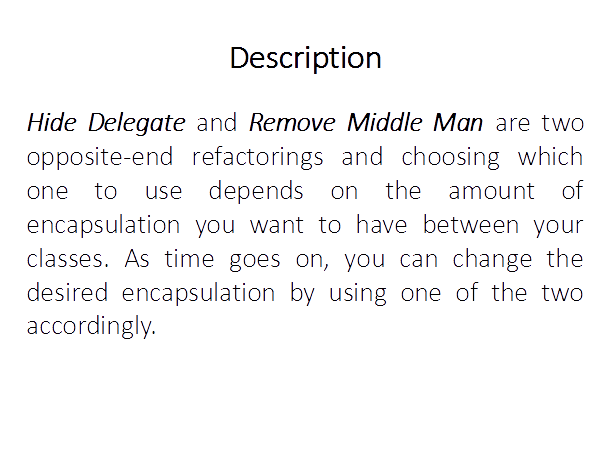 Description
Hide Delegate and Remove Middle Man are two
opposite-end refactorings and choosing which
one to use depends on the amount of
encapsulation you want to have between your
classes. As time goes on, you can change the
desired encapsulation by using one of the two
accordingly.